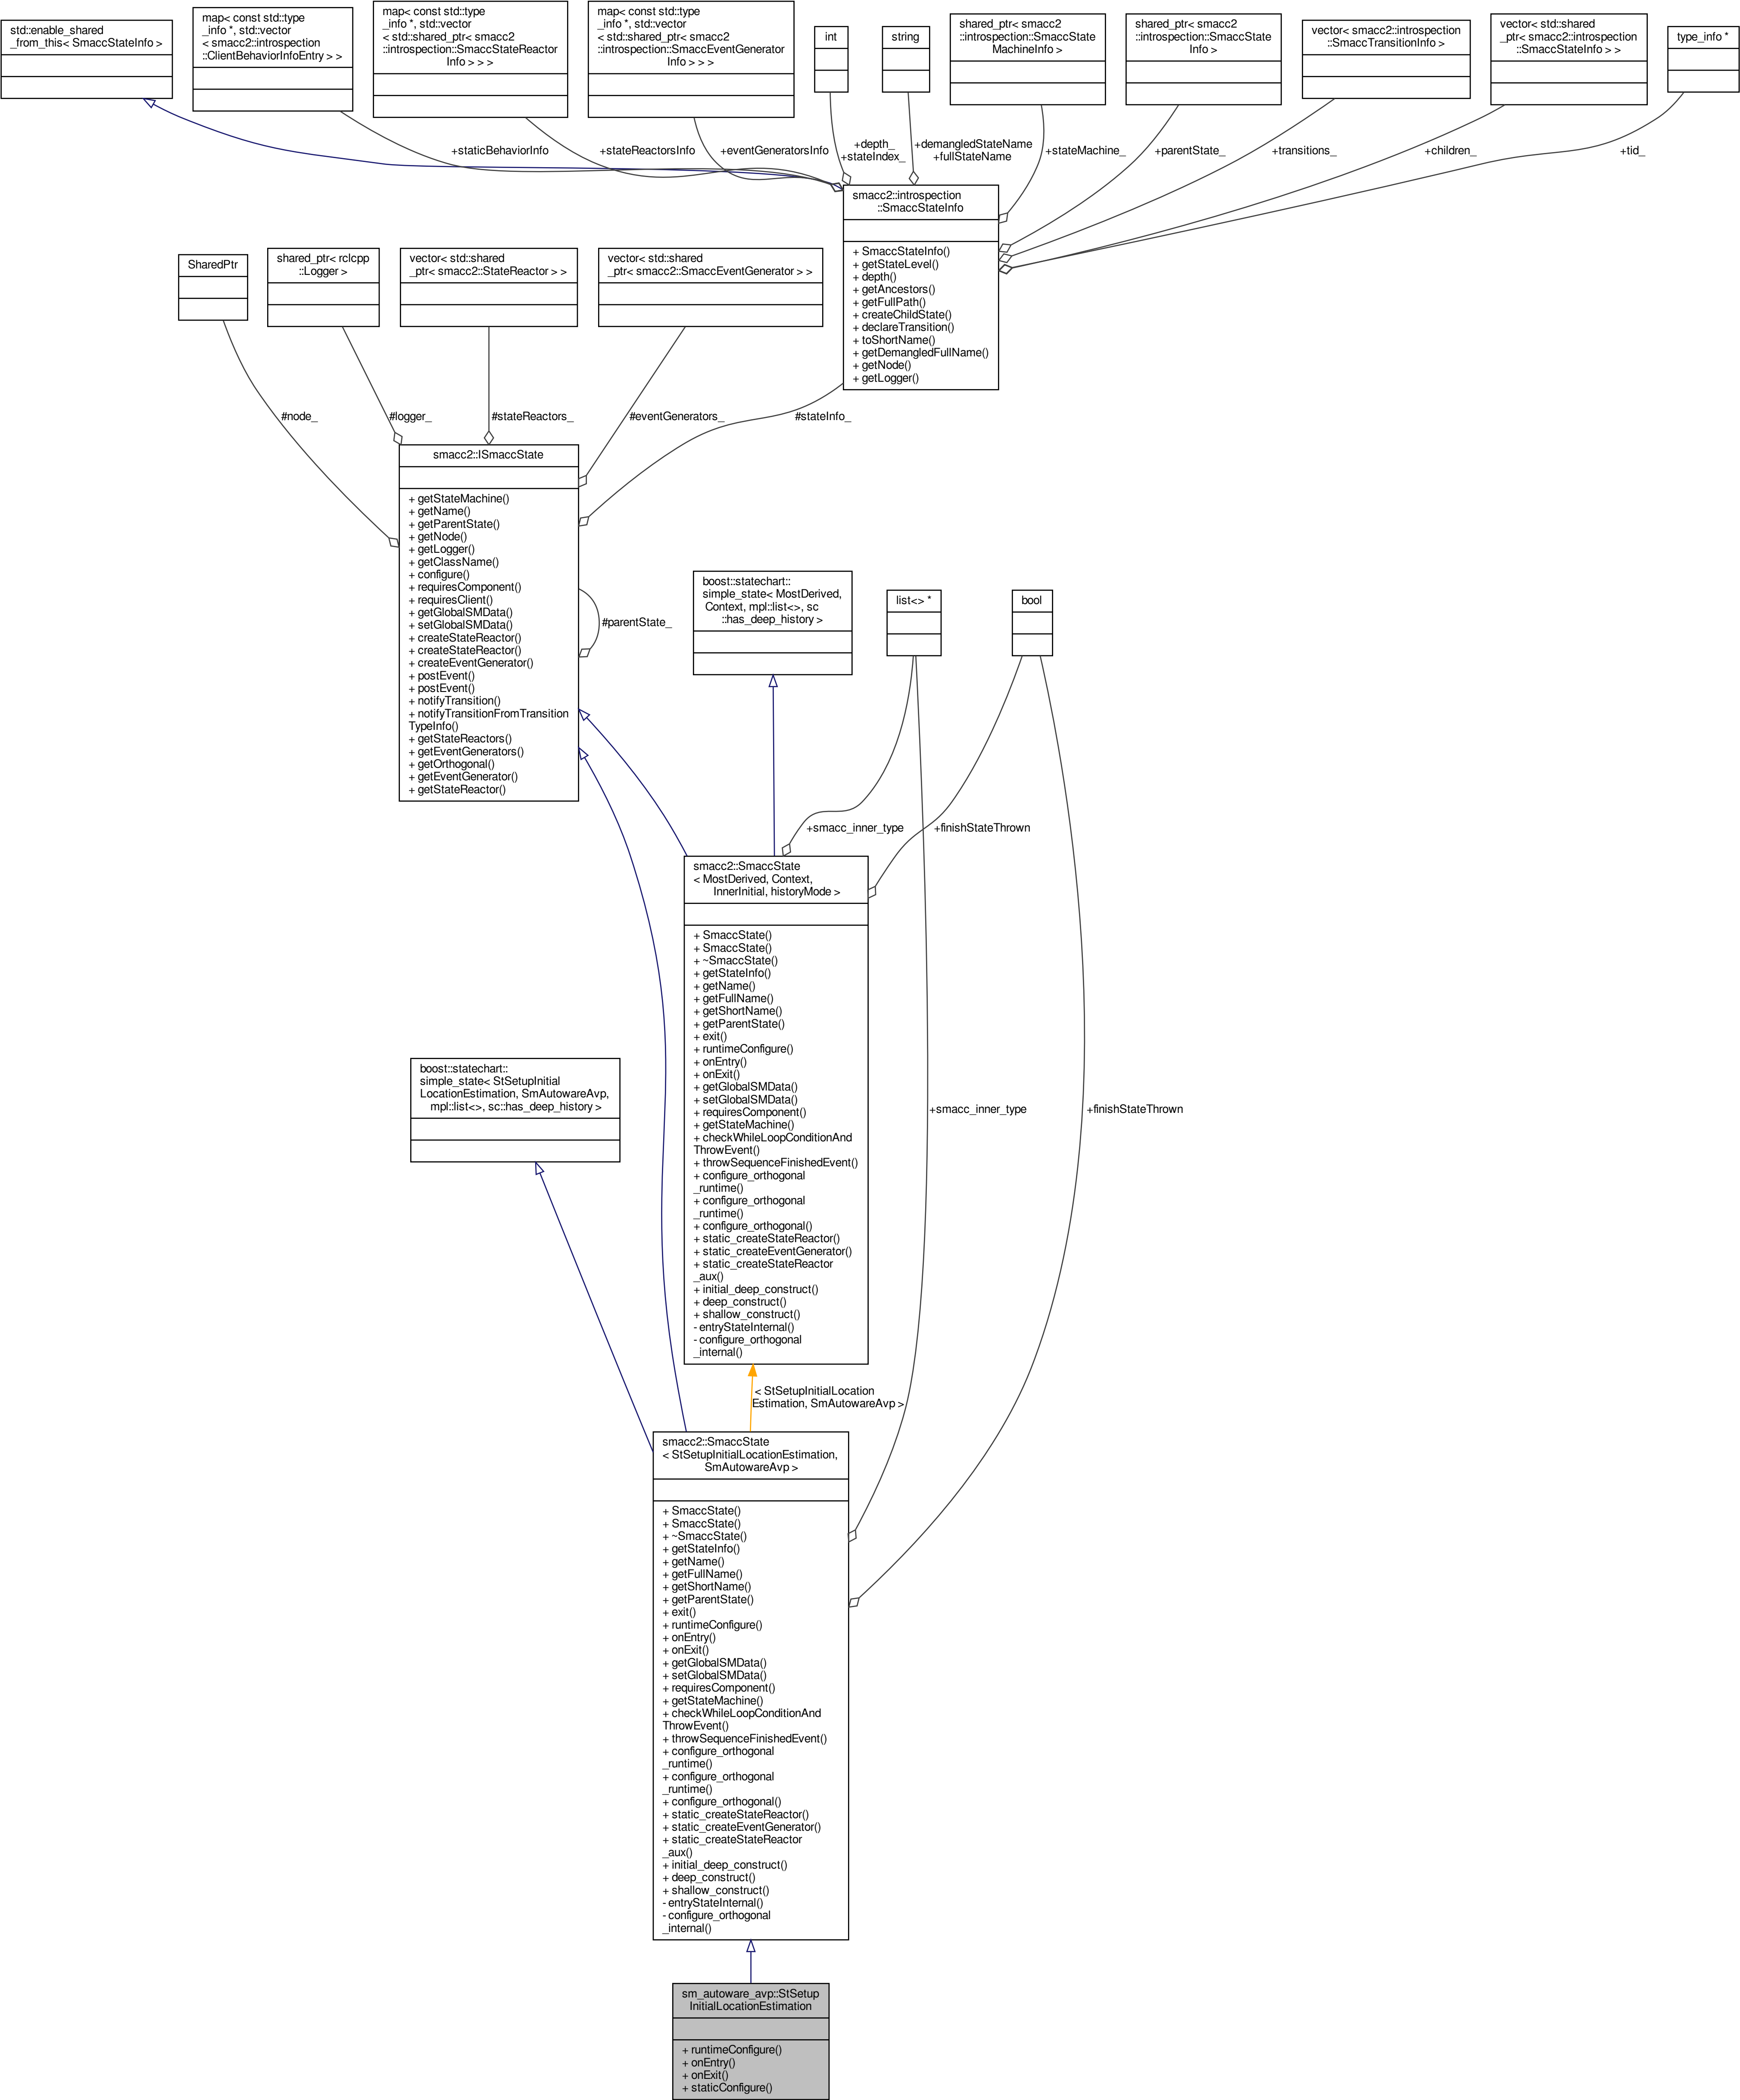 std::enable_shared
_from_this< SmaccStateInfo >
map< const std::type
_info *, std::vector
< smacc2::introspection
::ClientBehaviorInfoEntry > >
map< const std::type
_info *, std::vector
< std::shared_ptr< smacc2
::introspection::SmaccStateReactor
Info > > >
map< const std::type
_info *, std::vector
< std::shared_ptr< smacc2
::introspection::SmaccEventGenerator
Info > > >
int
string
shared_ptr< smacc2
::introspection::SmaccState
MachineInfo >
shared_ptr< smacc2
::introspection::SmaccState
Info >
vector< smacc2::introspection
::SmaccTransitionInfo >
vector< std::shared
_ptr< smacc2::introspection
::SmaccStateInfo > >
type_info *
+staticBehaviorInfo
+stateReactorsInfo
+eventGeneratorsInfo
+depth_
+stateIndex_
+demangledStateName
+fullStateName
+stateMachine_
+parentState_
+transitions_
+children_
+tid_
smacc2::introspection
::SmaccStateInfo
+ SmaccStateInfo()
+ getStateLevel()
+ depth()
+ getAncestors()
+ getFullPath()
+ createChildState()
+ declareTransition()
+ toShortName()
+ getDemangledFullName()
+ getNode()
+ getLogger()
SharedPtr
shared_ptr< rclcpp
::Logger >
vector< std::shared
_ptr< smacc2::StateReactor > >
vector< std::shared
_ptr< smacc2::SmaccEventGenerator > >
#node_
#logger_
#stateReactors_
#eventGenerators_
#stateInfo_
smacc2::ISmaccState
+ getStateMachine()
+ getName()
+ getParentState()
+ getNode()
+ getLogger()
+ getClassName()
+ configure()
+ requiresComponent()
+ requiresClient()
+ getGlobalSMData()
+ setGlobalSMData()
+ createStateReactor()
+ createStateReactor()
+ createEventGenerator()
+ postEvent()
+ postEvent()
+ notifyTransition()
+ notifyTransitionFromTransition
TypeInfo()
+ getStateReactors()
+ getEventGenerators()
+ getOrthogonal()
+ getEventGenerator()
+ getStateReactor()
#parentState_
boost::statechart::
simple_state< MostDerived,
Context, mpl::list<>, sc
::has_deep_history >
list<> *
bool
+smacc_inner_type
+finishStateThrown
smacc2::SmaccState
< MostDerived, Context,
InnerInitial, historyMode >
+ SmaccState()
+ SmaccState()
+ ~SmaccState()
+ getStateInfo()
+ getName()
+ getFullName()
+ getShortName()
+ getParentState()
+ exit()
+ runtimeConfigure()
+ onEntry()
+ onExit()
+ getGlobalSMData()
+ setGlobalSMData()
+ requiresComponent()
+ getStateMachine()
+ checkWhileLoopConditionAnd
ThrowEvent()
+ throwSequenceFinishedEvent()
+ configure_orthogonal
_runtime()
+ configure_orthogonal
_runtime()
+ configure_orthogonal()
+ static_createStateReactor()
+ static_createEventGenerator()
+ static_createStateReactor
_aux()
+ initial_deep_construct()
+ deep_construct()
+ shallow_construct()
- entryStateInternal()
- configure_orthogonal
_internal()
boost::statechart::
simple_state< StSetupInitial
LocationEstimation, SmAutowareAvp,
mpl::list<>, sc::has_deep_history >
+smacc_inner_type
+finishStateThrown
< StSetupInitialLocation
Estimation, SmAutowareAvp >
smacc2::SmaccState
< StSetupInitialLocationEstimation,
SmAutowareAvp >
+ SmaccState()
+ SmaccState()
+ ~SmaccState()
+ getStateInfo()
+ getName()
+ getFullName()
+ getShortName()
+ getParentState()
+ exit()
+ runtimeConfigure()
+ onEntry()
+ onExit()
+ getGlobalSMData()
+ setGlobalSMData()
+ requiresComponent()
+ getStateMachine()
+ checkWhileLoopConditionAnd
ThrowEvent()
+ throwSequenceFinishedEvent()
+ configure_orthogonal
_runtime()
+ configure_orthogonal
_runtime()
+ configure_orthogonal()
+ static_createStateReactor()
+ static_createEventGenerator()
+ static_createStateReactor
_aux()
+ initial_deep_construct()
+ deep_construct()
+ shallow_construct()
- entryStateInternal()
- configure_orthogonal
_internal()
sm_autoware_avp::StSetup
InitialLocationEstimation
+ runtimeConfigure()
+ onEntry()
+ onExit()
+ staticConfigure()